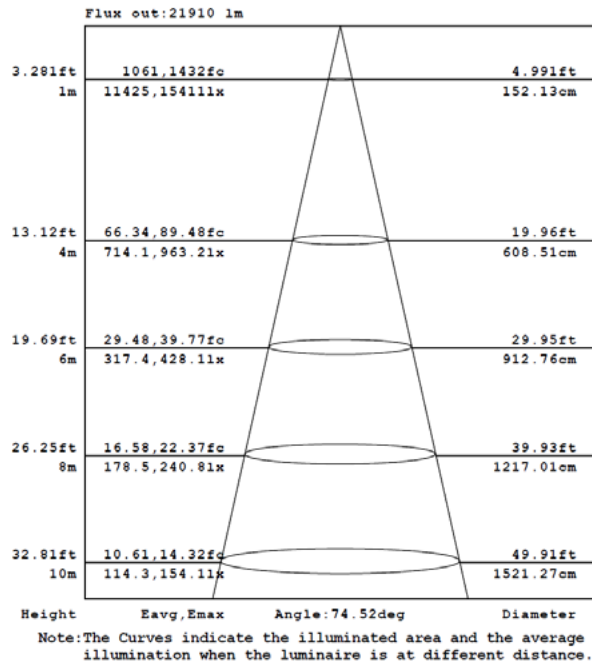 Flux out:21910 lm
3.281ft 1061,1432fc 4.991ft
1m 11425,15411lx 152.13cm
13.12ft 66.34,89.48fc 19.96ft
4m 714.1,963.2lx 608.51cm
19.69ft 29.48,39.77fc 29.95ft
6m 317.4,428.1lx 912.76cm
26.25ft 16.58,22.37fc 39.93ft
8m 178.5,240.8lx 1217.01cm
32.81ft 10.61,14.32fc 49.91ft
10m 114.3,154.1lx 1521.27cm
Height Eavg,Emax Angle:74.52deg Diameter
Note:The Curves indicate the illuminated area and the average
illumination when the luminaire is at different distance.